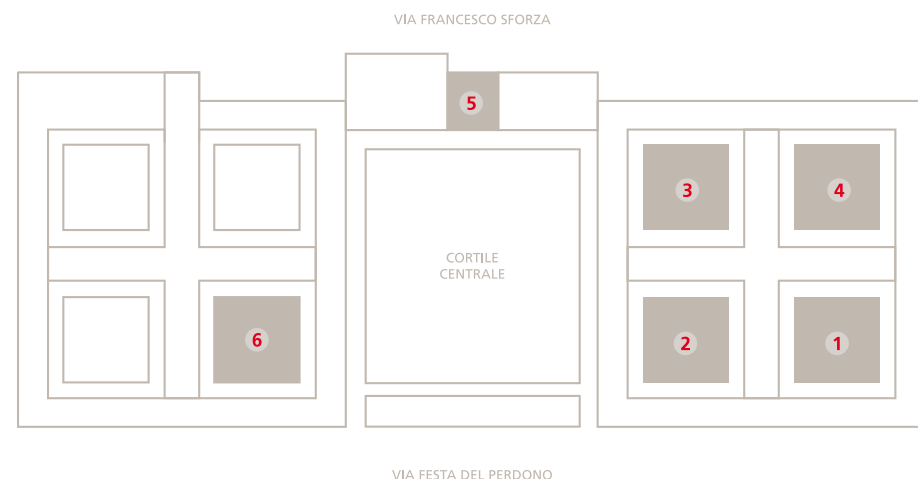 VIA FRANCESCO SFORZA
5
3
4
CORTILE
CENTRALE
6
2
1
VIA FESTA DEL PERDONO